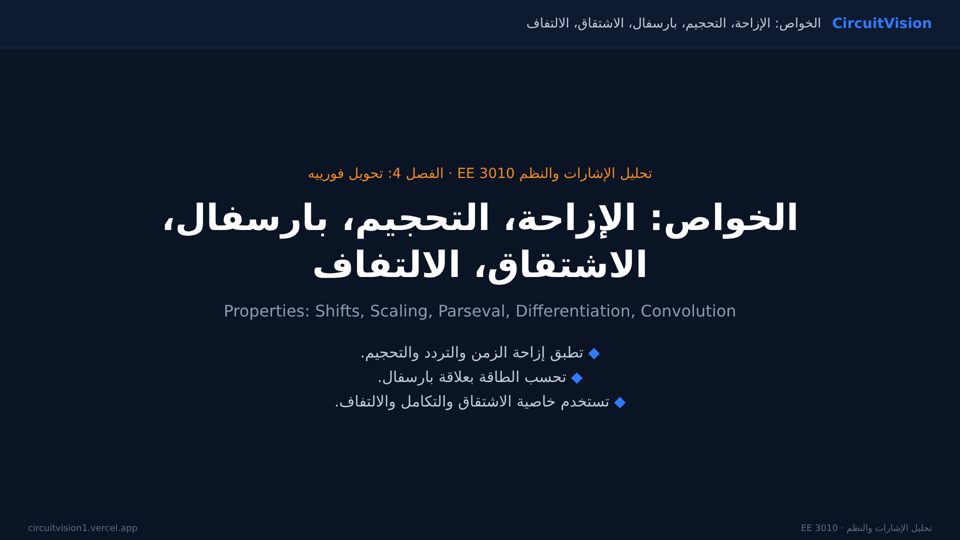 CircuitVision الخواص: الإزاحة، التحجيم، بارسفال، الاشتقاق، الالتفاف
تحليل الإشارات والنظم EE 3010 · الفصل 4: تحويل فورييه
الخواص: الإزاحة، التحجيم، بارسفال،
الاشتقاق، الالتفاف
Properties: Shifts, Scaling, Parseval, Differentiation, Convolution
◆ تطبق إزاحة الزمن والتردد والتحجيم.
◆ تحسب الطاقة بعلاقة بارسفال.
◆ تستخدم خاصية الاشتقاق والتكامل والالتفاف.
تحليل الإشارات والنظم · EE 3010
circuitvision1.vercel.app